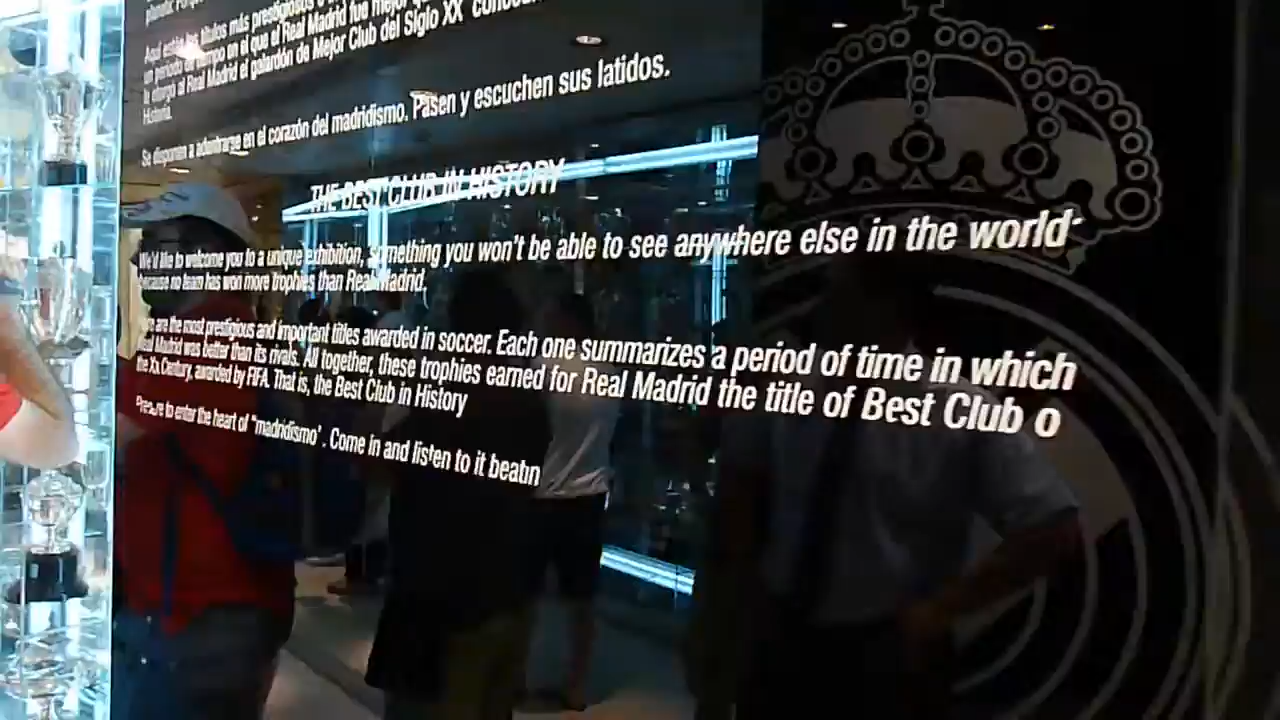 Aquí están los títulos más prestigiosos
un periodo de tiempo en el que el Real Madrid fue mejor
la otorgó al Real Madrid el galardón de Mejor Club del Siglo XX
Historia.
Se disponen a adentrarse en el corazón del madridismo. Pasen y escuchen sus latidos.
THE BEST CLUB IN HISTORY
We'd like to welcome you to a unique exhibition, something you won't be able to see anywhere else in the world
because no team has won more trophies than Real Madrid.
are the most prestigious and important titles awarded in soccer. Each one summarizes a period of time in which
Real Madrid was better than its rivals. All together, these trophies earned for Real Madrid the title of Best Club o
the Xx Century, awarded by FIFA. That is, the Best Club in History
to enter the heart of "madridismo". Come in and listen to it beatin